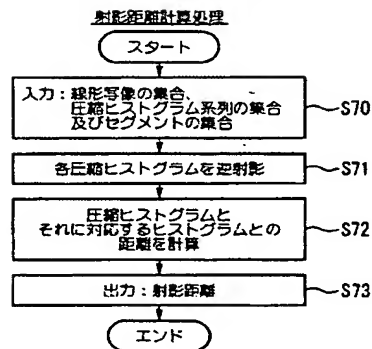 射影距離計算処理
スタート
入力：線形写像の集合、
圧縮ヒストグラム系列の集合
及びセグメントの集合
S70
各圧縮ヒストグラムを逆射影
S71
圧縮ヒストグラムと
それに対応するヒストグラムとの
距離を計算
S72
出力：射影距離
S73
エンド